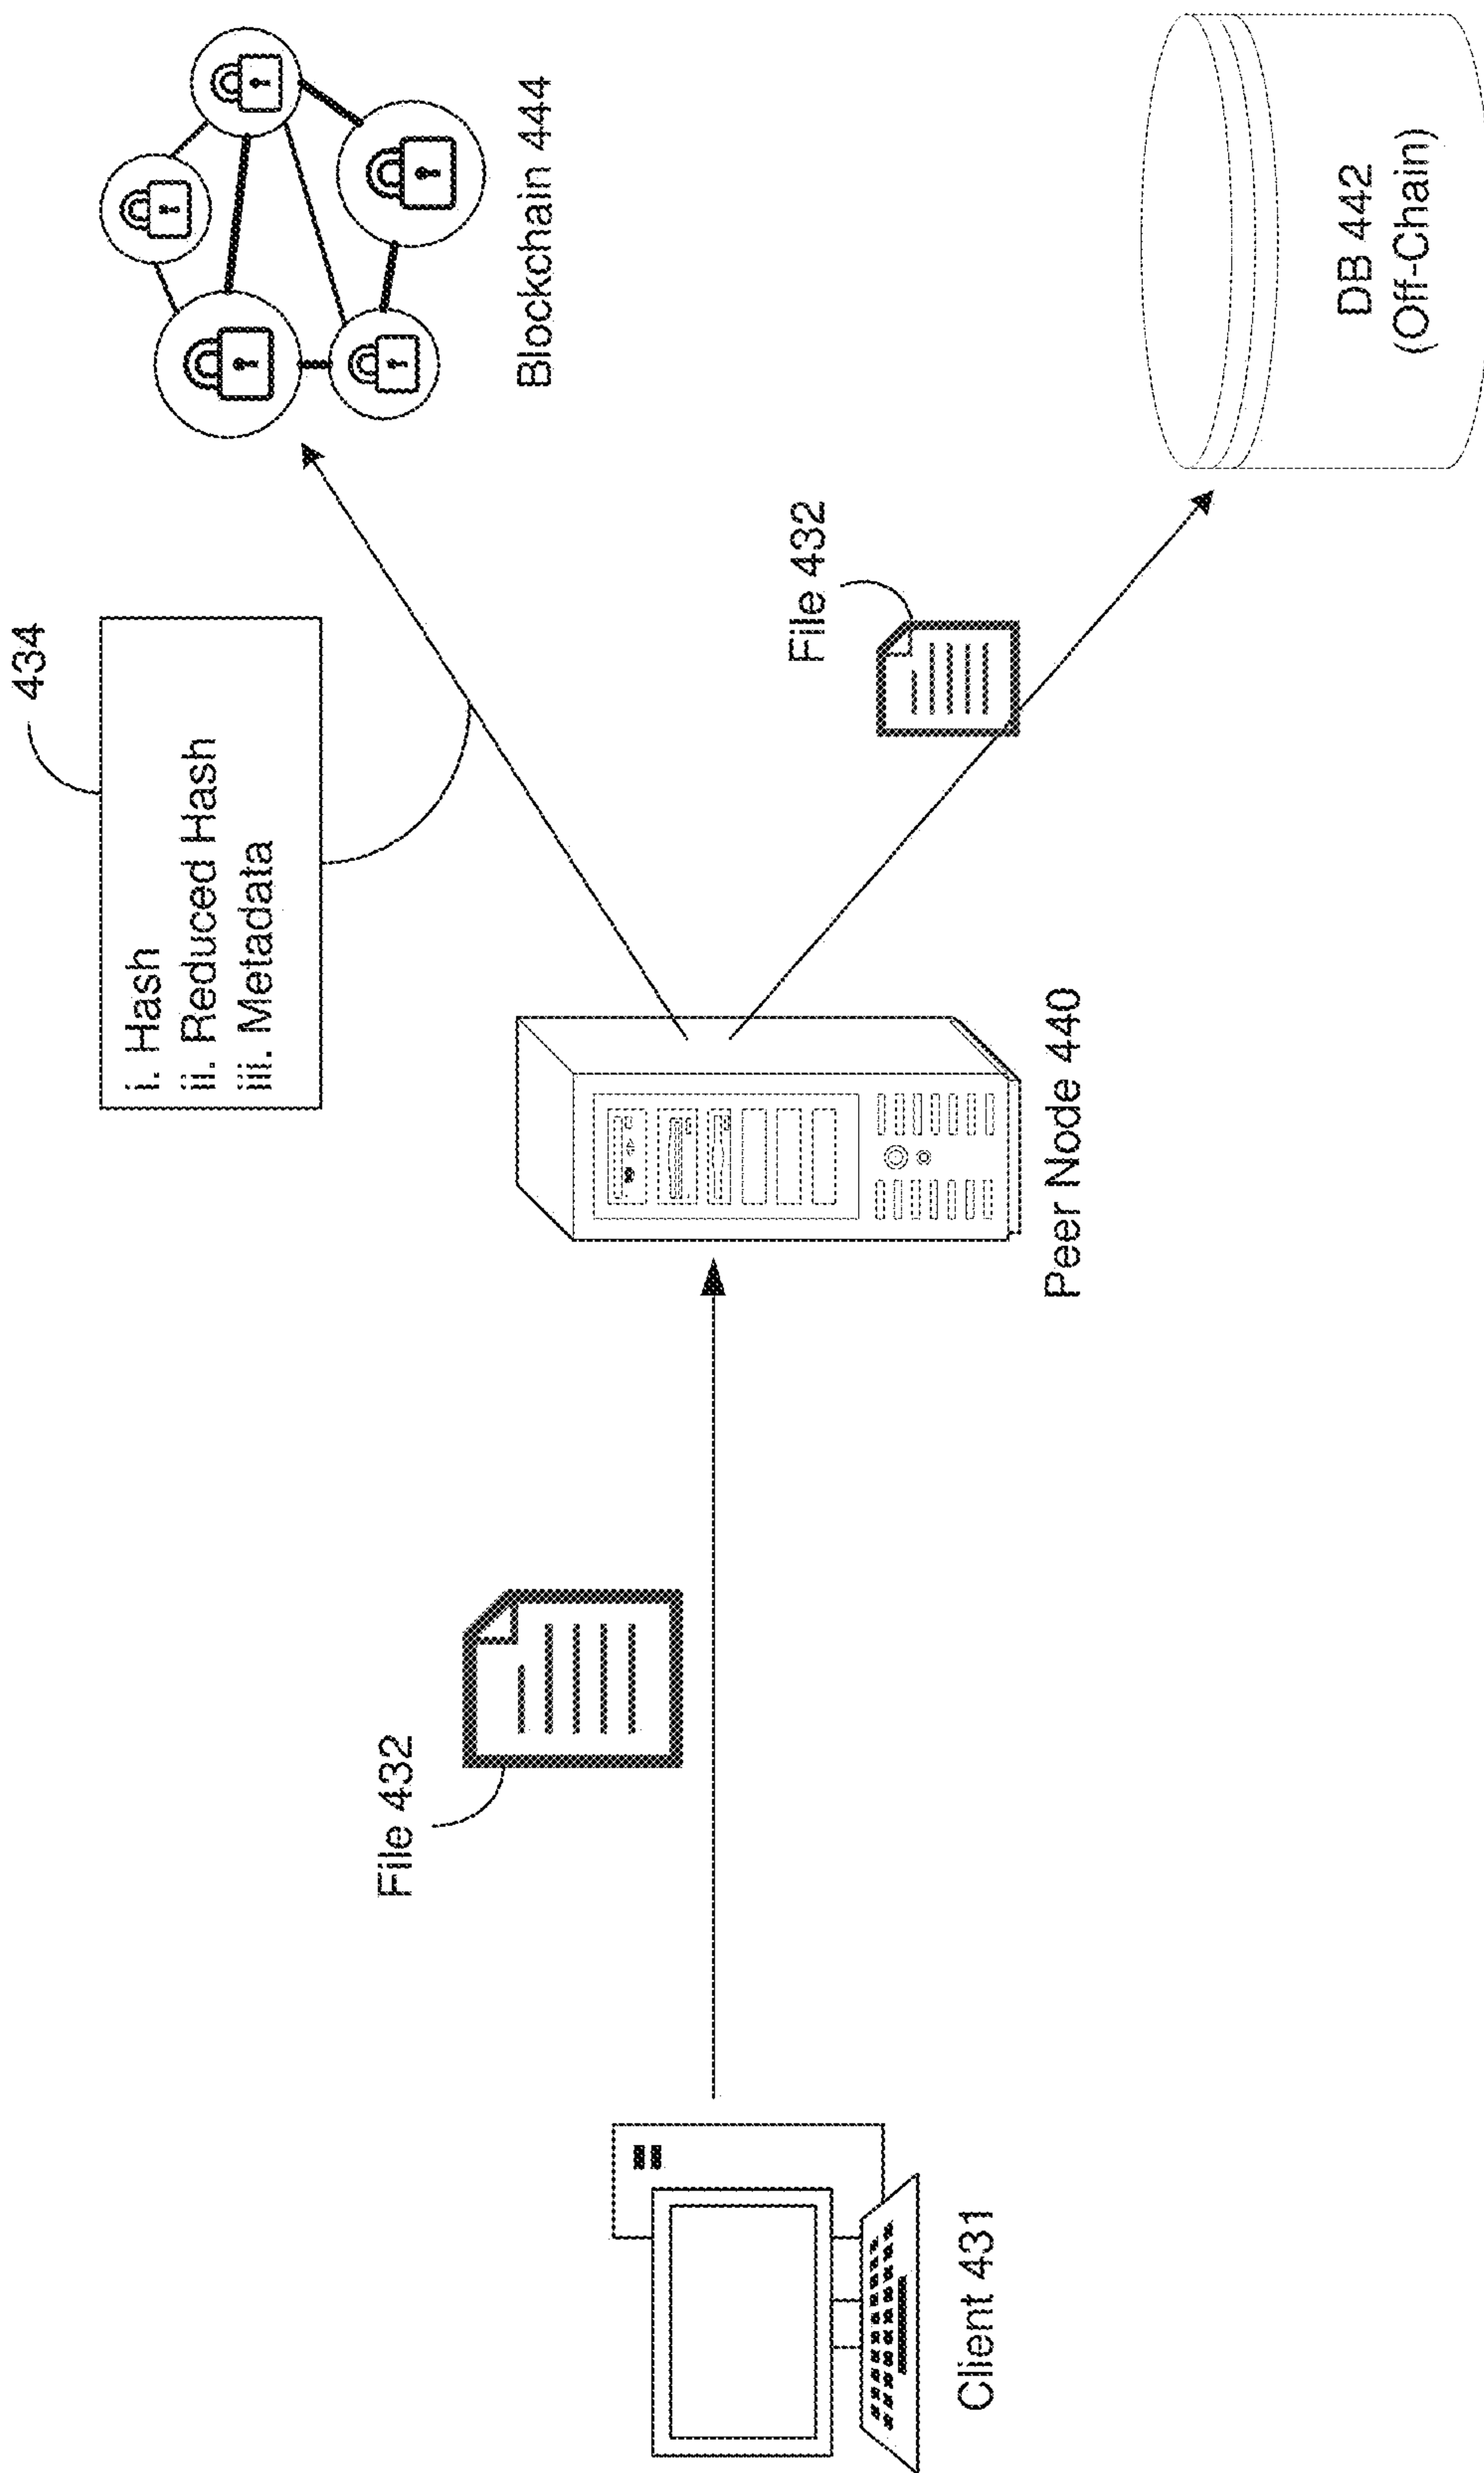 434
i. Hash
ii. Reduced Hash
iii. Metadata
Blockchain 444
File 432
File 432
DB 442
(Off-Chain)
Peer Node 440
Client 431